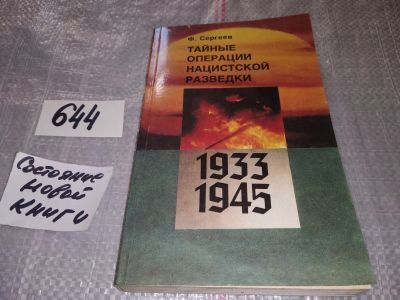 Ф. Сергеев
ТАЙНЫЕ
ОПЕРАЦИИ
НАЦИСТСКОЙ
РАЗВЕДКИ
1933
1945
644
Состояние
новой
книги